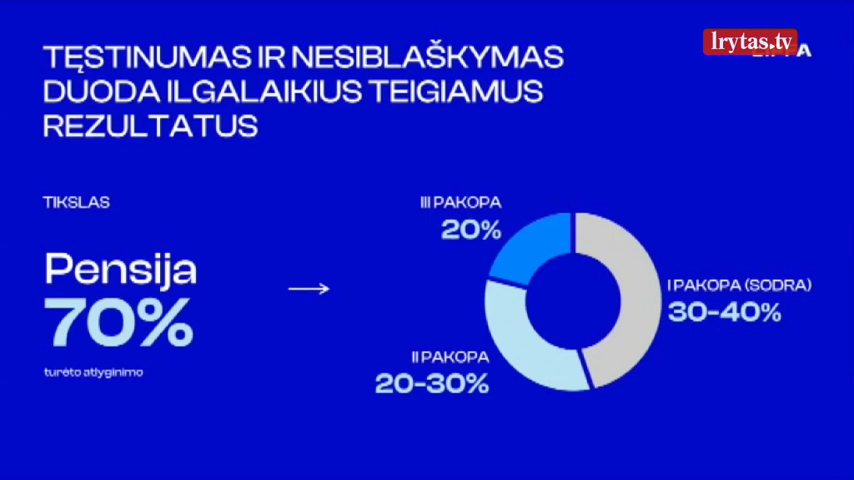 lrytas.tv
TĘSTINUMAS IR NESIBLAŠKYMAS
DUODA ILGALAIKIUS TEIGIAMUS
REZULTATUS
TIKSLAS
Pensija
70%
turėto atlyginimo
III PAKOPA
20%
I PAKOPA (SODRA)
30-40%
II PAKOPA
20-30%